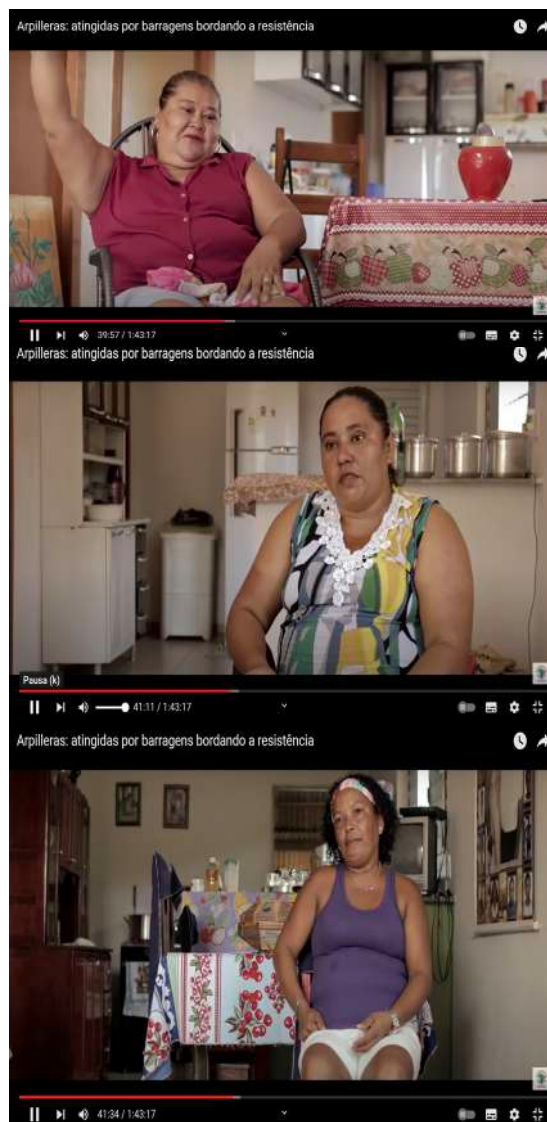 Arpilleras: atingidas por barragens bordando a resistência
39:57 / 1:43:17
Arpilleras: atingidas por barragens bordando a resistência
Pausa (k)
41:11 / 1:43:17
Arpilleras: atingidas por barragens bordando a resistência
41:34 / 1:43:17